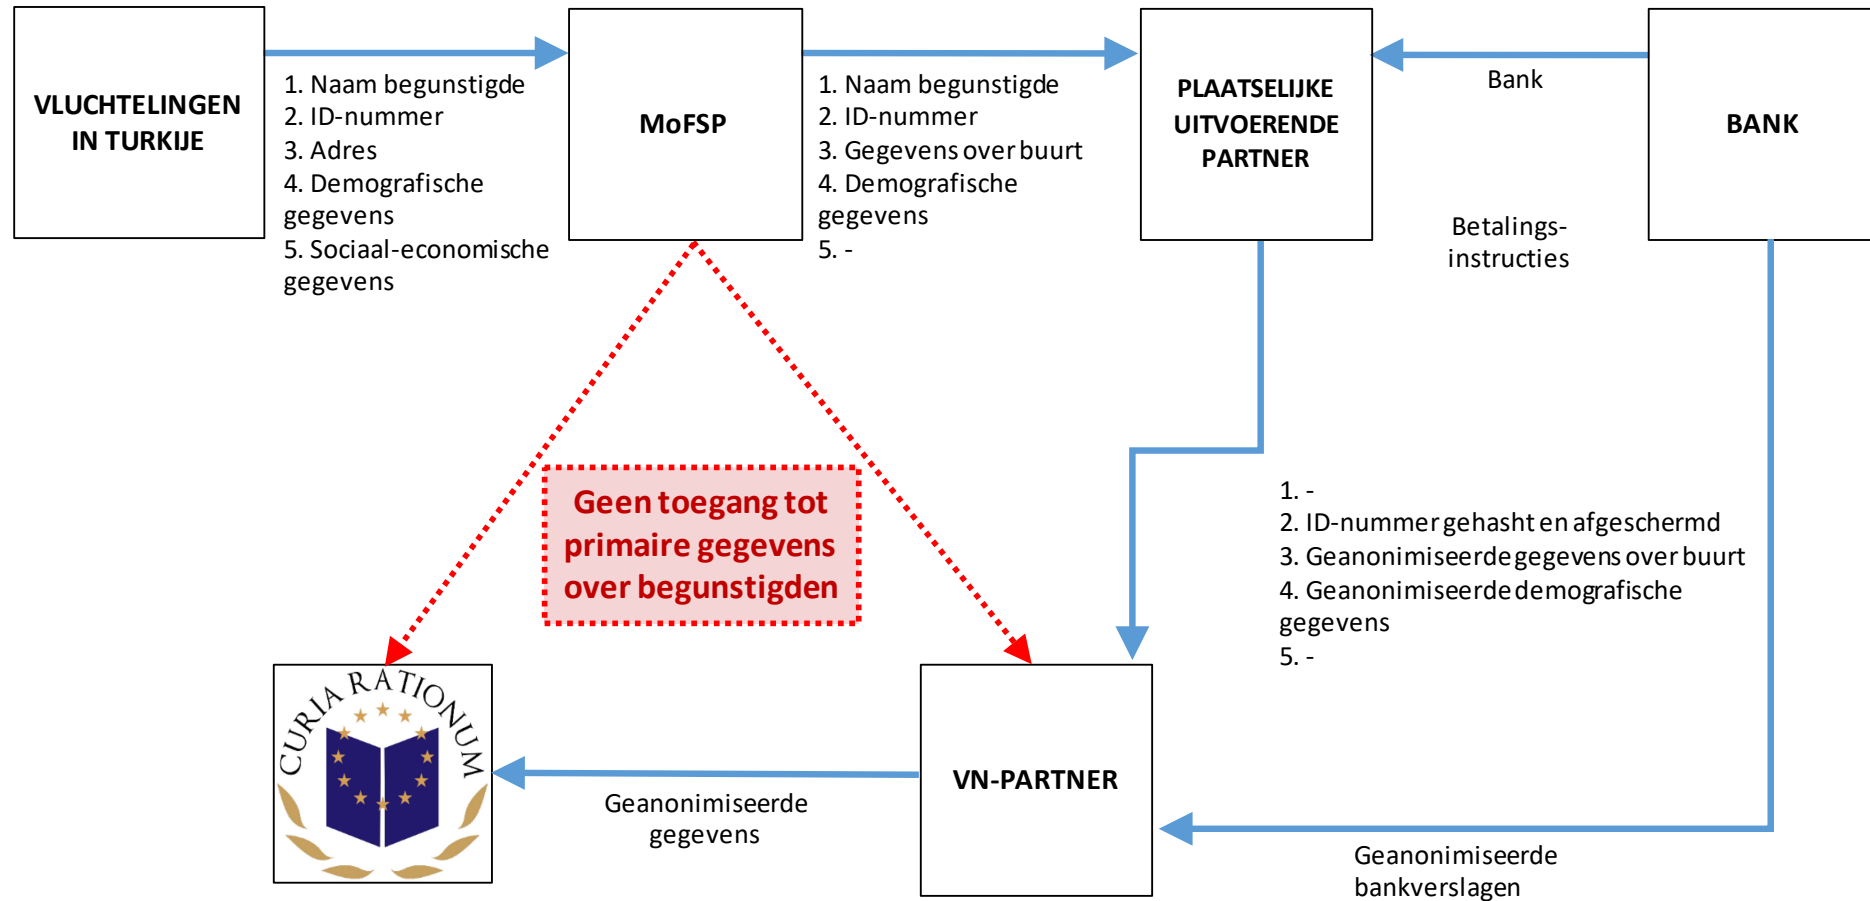 VLUCHTELINGEN
IN TURKIJE
1. Naam begunstigde
2. ID-nummer
3. Adres
4. Demografische
gegevens
5. Sociaal-economische
gegevens
MoFSP
1. Naam begunstigde
2. ID-nummer
3. Gegevens over buurt
4. Demografische
gegevens
5. -
PLAATSELIJKE
UITVOERENDE
PARTNER
Bank
Betalings-
instructies
BANK
Geen toegang tot
primaire gegevens
over begunstigden
1. -
2. ID-nummer gehasht en afgeschermd
3. Geanonimiseerde gegevens over buurt
4. Geanonimiseerde demografische
gegevens
5. -
CURIA RATIONUM
Geanonimiseerde
gegevens
VN-PARTNER
Geanonimiseerde
bankverslagen